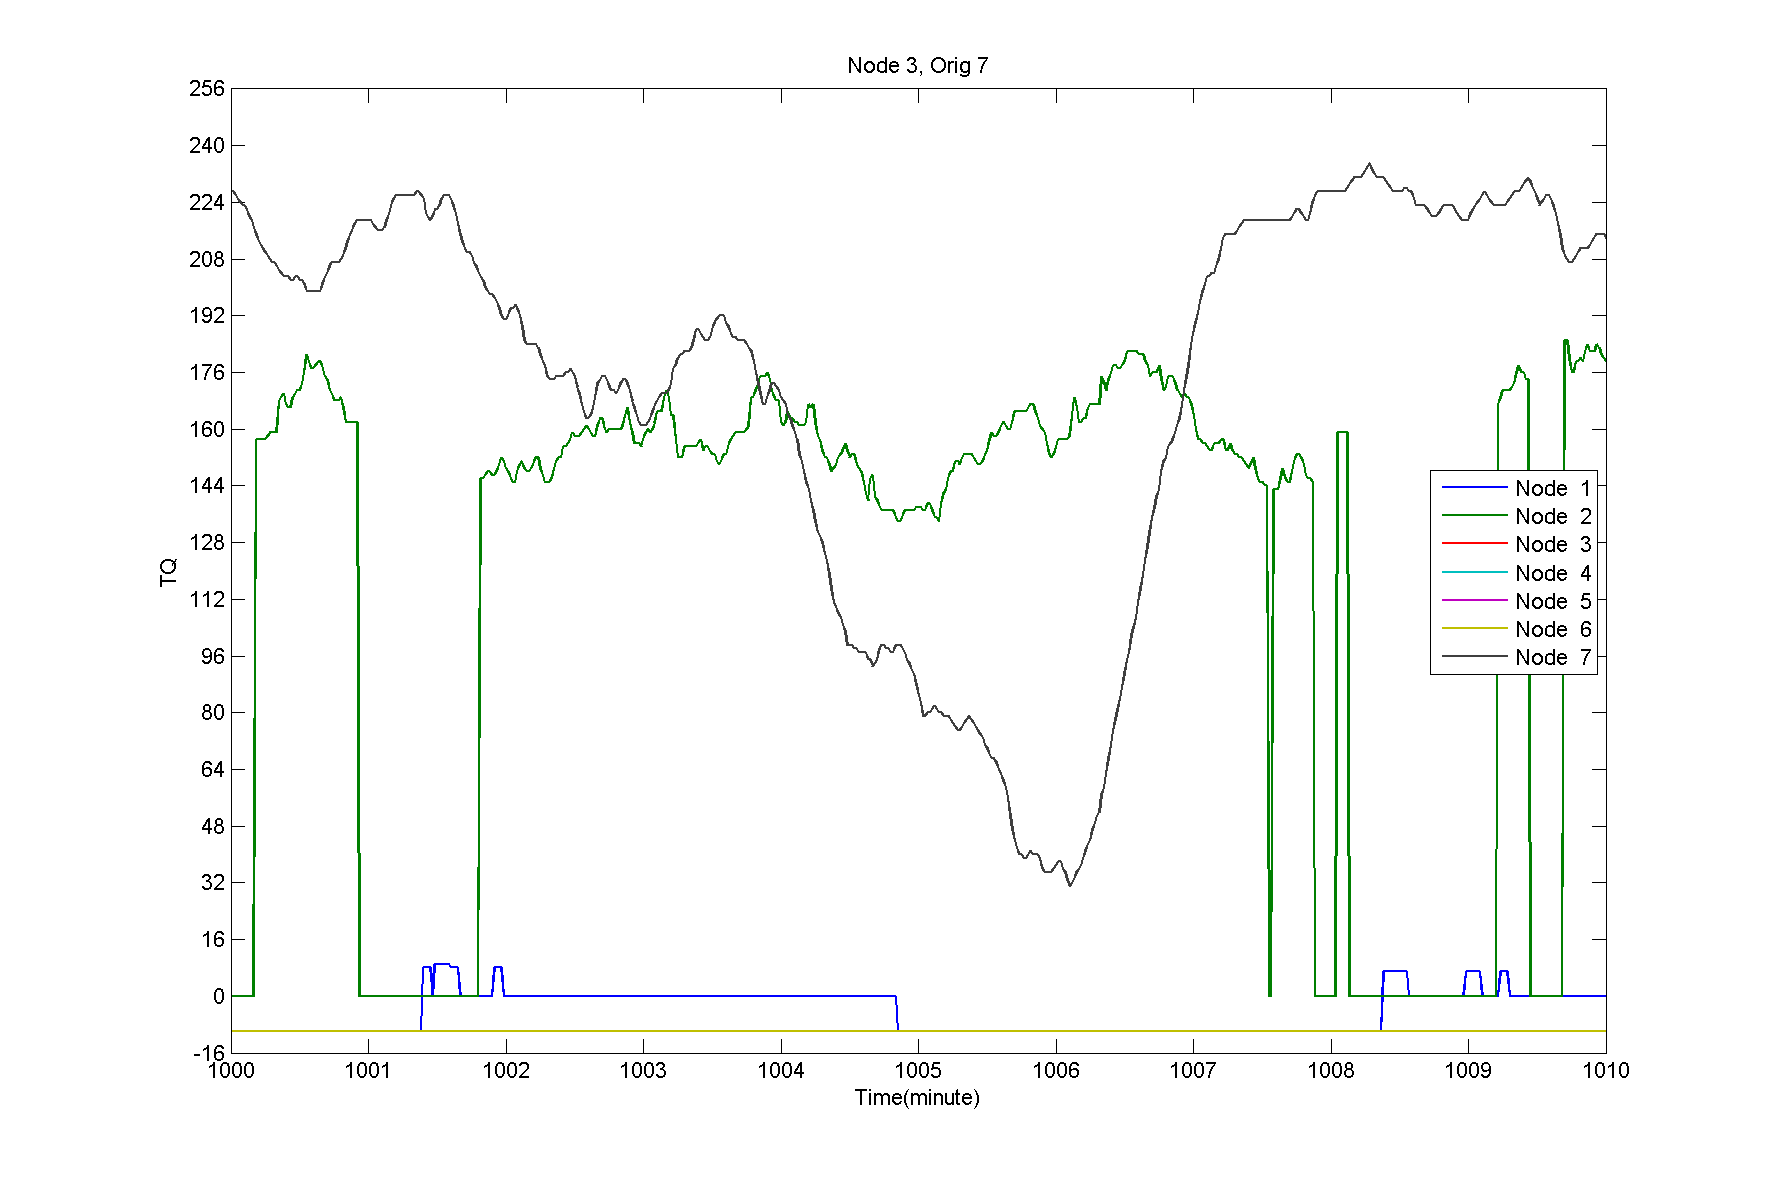 Node 3, Orig 7
256
240
224
208
192
176
160
144
128
112
96
80
64
48
32
16
0
-16
TQ
Node 1
Node 2
Node 3
Node 4
Node 5
Node 6
Node 7
1000 1001 1002 1003 1004 1005 1006 1007 1008 1009 1010
Time(minute)